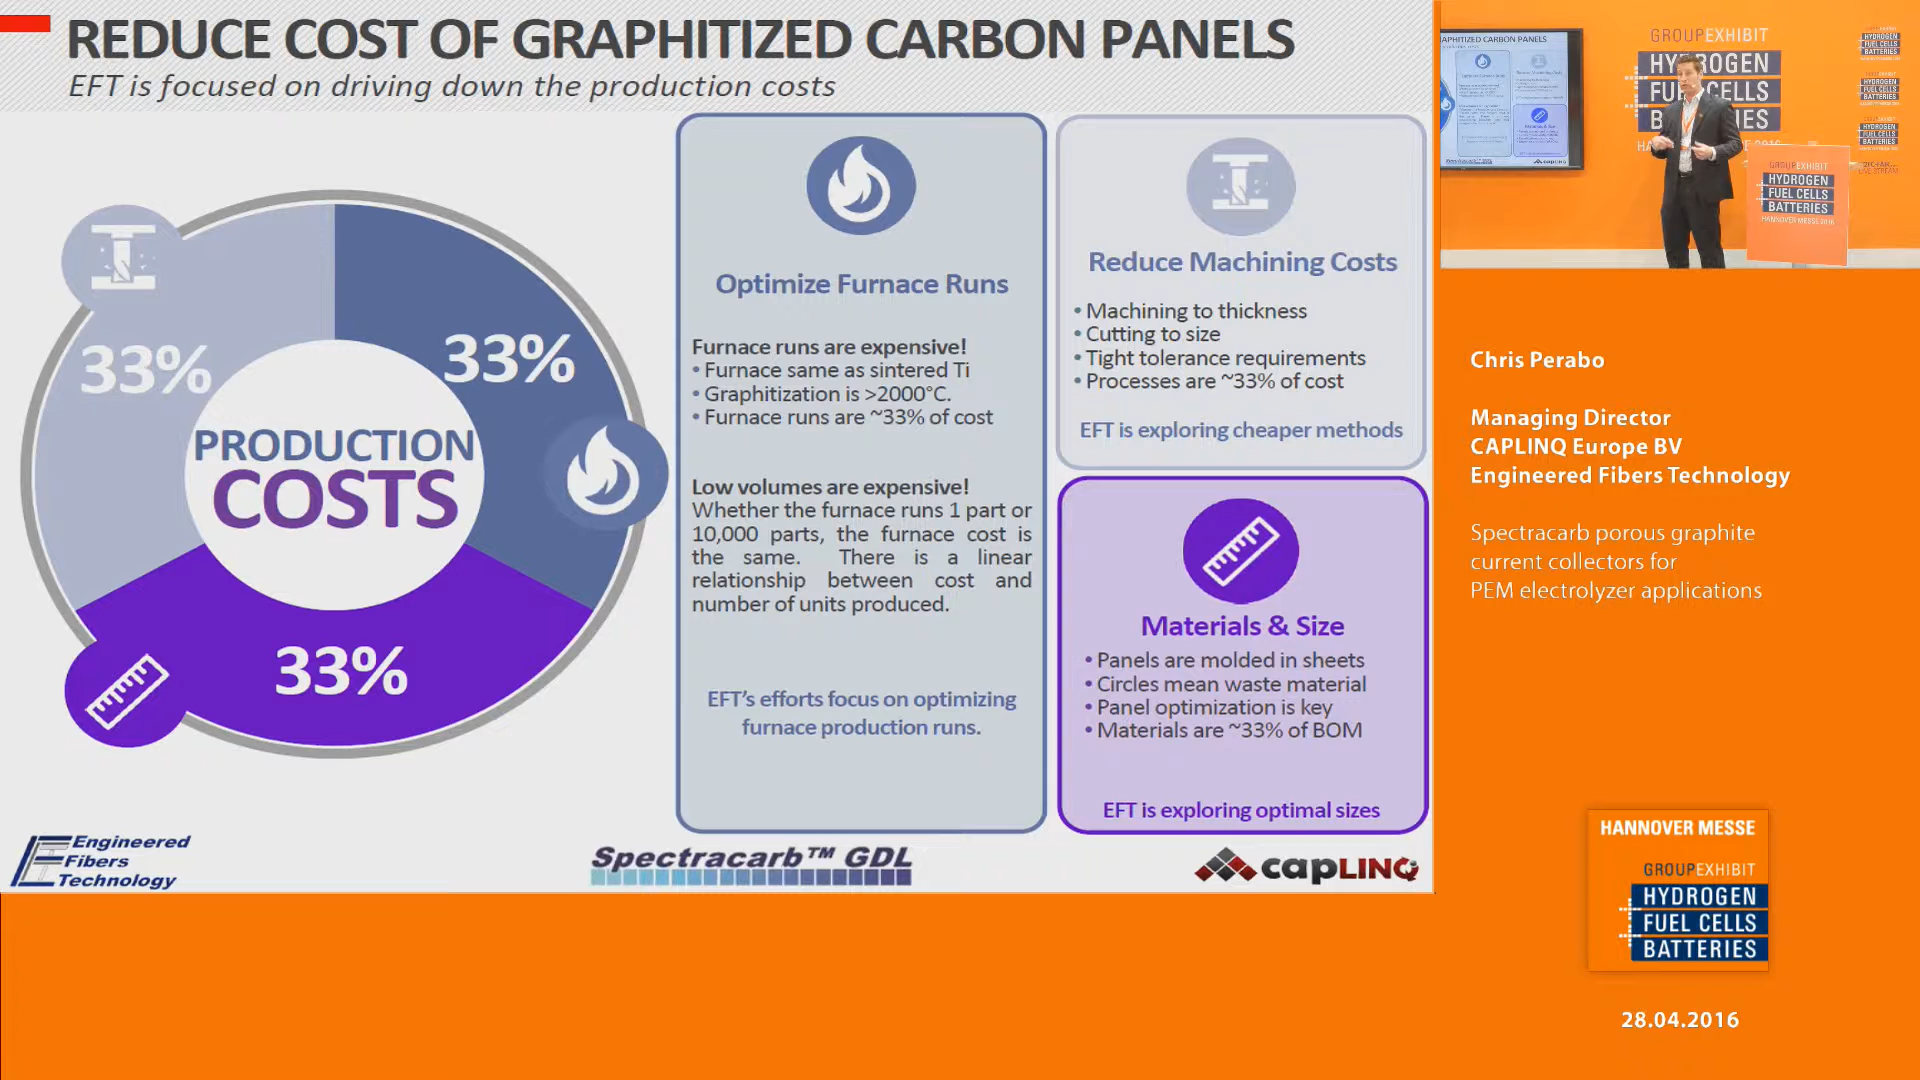 REDUCE COST OF GRAPHITIZED CARBON PANELS
EFT is focused on driving down the production costs
33%
33%
33%
PRODUCTION
COSTS
Optimize Furnace Runs
Furnace runs are expensive!
• Furnace same as sintered Ti
• Graphitization is >2000°C.
• Furnace runs are ~33% of cost
Low volumes are expensive!
Whether the furnace runs 1 part or
10,000 parts, the furnace cost is
the same. There is a linear
relationship between cost and
number of units produced.
EFT's efforts focus on optimizing
furnace production runs.
Reduce Machining Costs
• Machining to thickness
• Cutting to size
• Tight tolerance requirements
• Processes are ~33% of cost
EFT is exploring cheaper methods
Materials & Size
• Panels are molded in sheets
• Circles mean waste material
• Panel optimization is key
• Materials are ~33% of BOM
EFT is exploring optimal sizes
Engineered
Fibers
Technology
Spectracarb™ GDL
capLINQ
GROUPEXHIBIT
HYDROGEN
FUEL CELLS
BATTERIES
HANNOVER MESSE 2016
Chris Perabo
Managing Director
CAPLINQ Europe BV
Engineered Fibers Technology
Spectracarb porous graphite
current collectors for
PEM electrolyzer applications
HANNOVER MESSE
GROUPEXHIBIT
HYDROGEN
FUEL CELLS
BATTERIES
28.04.2016